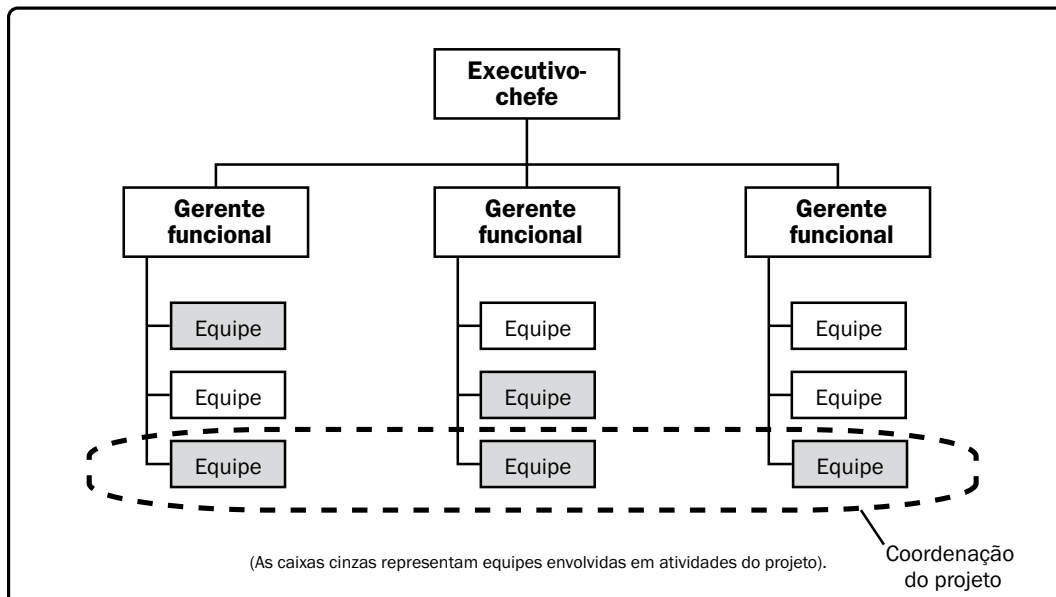 Executivo-
chefe
Gerente
funcional
Gerente
funcional
Gerente
funcional
Equipe
Equipe
Equipe
Equipe
Equipe
Equipe
Equipe
Equipe
Equipe
(As caixas cinzas representam equipes envolvidas em atividades do projeto).
Coordenação
do projeto